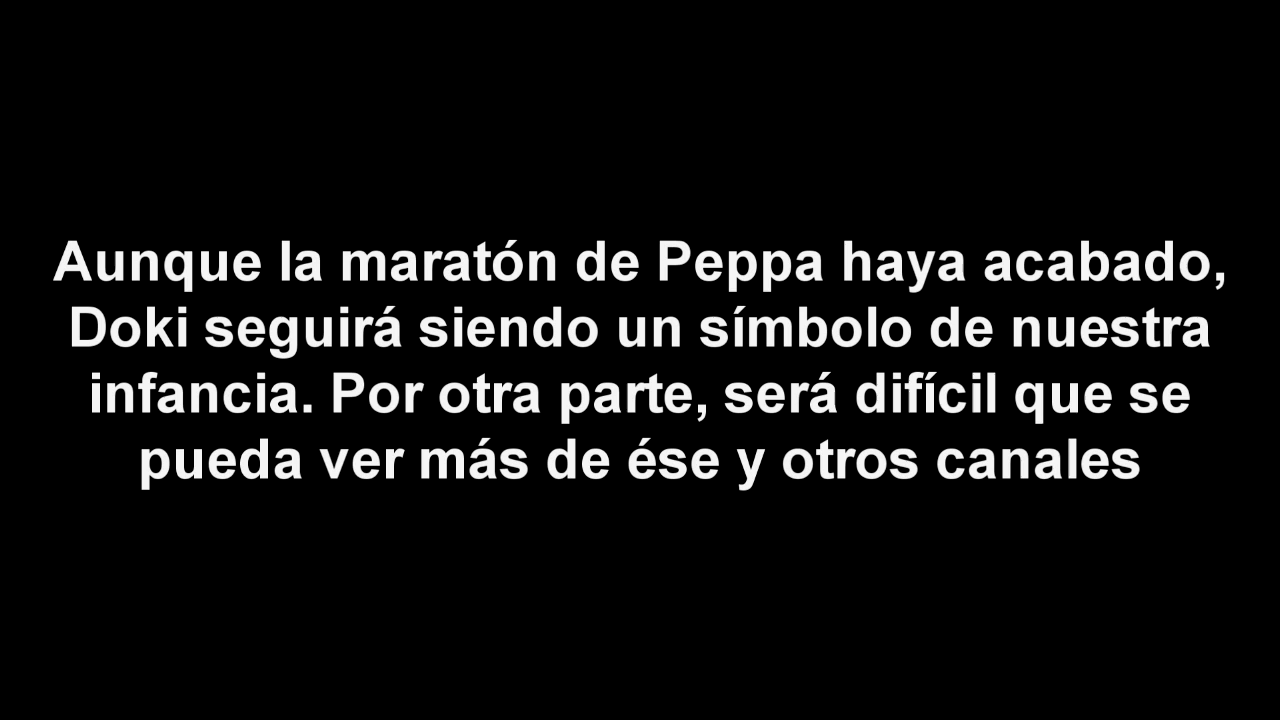 Aunque la maratón de Peppa haya acabado,
Doki seguirá siendo un símbolo de nuestra
infancia. Por otra parte, será difícil que se
pueda ver más de ése y otros canales